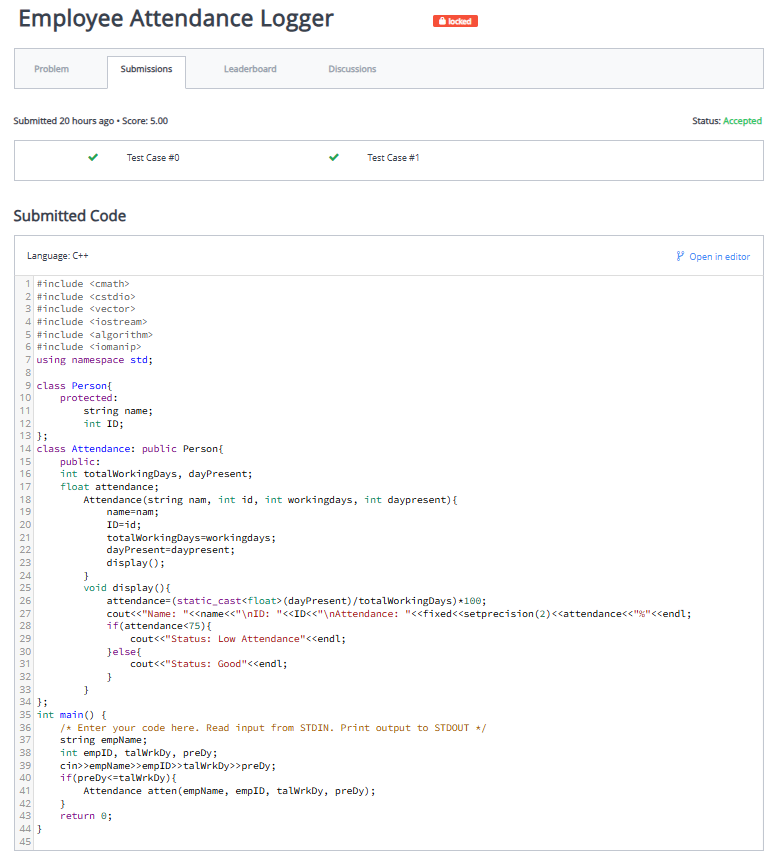 Employee Attendance Logger
locked
Problem
Submissions
Leaderboard
Discussions
Submitted 20 hours ago • Score: 5.00
Status: Accepted
Test Case #0
Test Case #1
Submitted Code
Language: C++
Open in editor
1 #include <cmath>
2 #include <cstdio>
3 #include <vector>
4 #include <iostream>
5 #include <algorithm>
6 #include <iomanip>
7 using namespace std;
8
9 class Person{
10     protected:
11         string name;
12         int ID;
13 };
14 class Attendance: public Person{
15     public:
16     int totalWorkingDays, dayPresent;
17     float attendance;
18         Attendance(string nam, int id, int workingdays, int daypresent){
19             name=nam;
20             ID=id;
21             totalWorkingDays=workingdays;
22             dayPresent=daypresent;
23             display();
24         }
25         void display(){
26             attendance=(static_cast<float>(dayPresent)/totalWorkingDays)*100;
27             cout<<"Name: "<<name<<"\nID: "<<ID<<"\nAttendance: "<<fixed<<setprecision(2)<<attendance<<"%"<<endl;
28             if(attendance<75){
29                 cout<<"Status: Low Attendance"<<endl;
30             }else{
31                 cout<<"Status: Good"<<endl;
32             }
33         }
34 };
35 int main() {
36     /* Enter your code here. Read input from STDIN. Print output to STDOUT */
37     string empName;
38     int empID, talWrkDy, preDy;
39     cin>>empName>>empID>>talWrkDy>>preDy;
40     if(preDy<=talWrkDy){
41         Attendance atten(empName, empID, talWrkDy, preDy);
42     }
43     return 0;
44 }
45